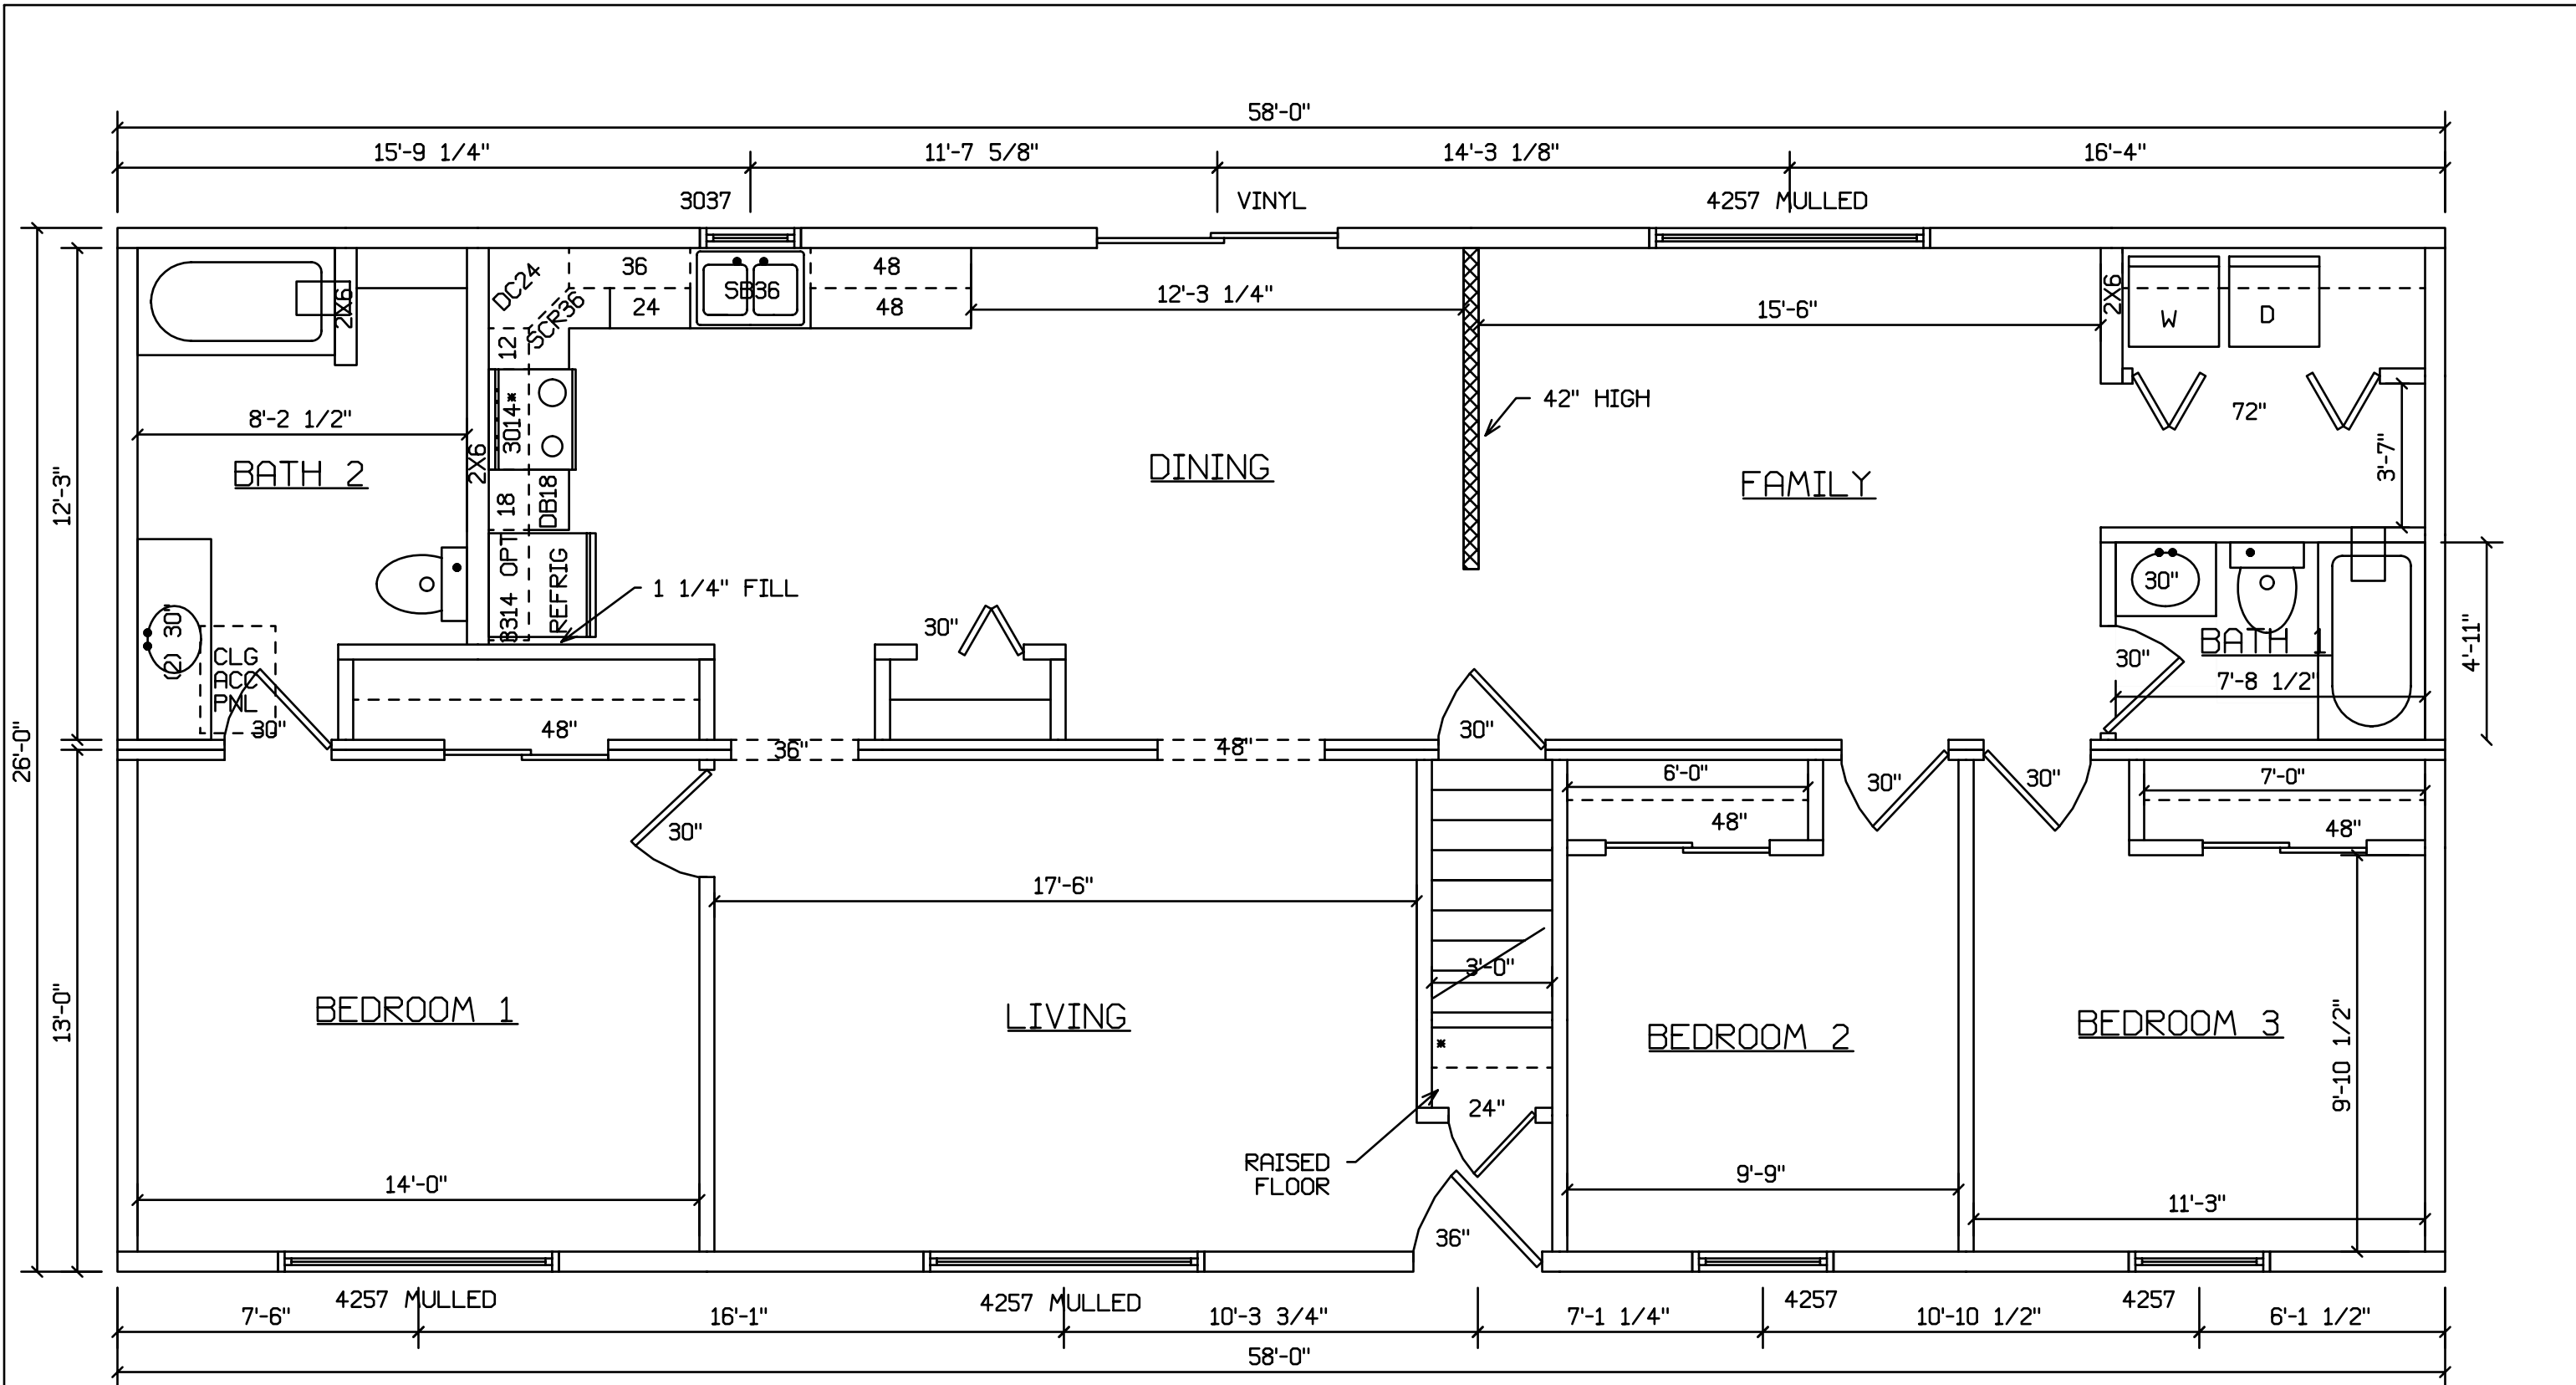 58'-0"
15'-9 1/4"
11'-7 5/8"
14'-3 1/8"
16'-4"
3037
VINYL
4257 MULLED
DC24
36
SB36
48
12'-3 1/4"
2X6
SCR36
24
48
15'-6"
2X6
W
D
12
42" HIGH
3014*
72"
8'-2 1/2"
BATH 2
2X6
DINING
FAMILY
3'-7"
12'-3"
18
DB18
B314 OPT
REFRIG
1 1/4" FILL
30"
30"
(2) 30"
BATH 1
30"
4'-11"
CLG
ACC
PNL
7'-8 1/2"
30"
48"
36"
48"
30"
26'-0"
6'-0"
30"
30"
7'-0"
30"
48"
48"
17'-6"
3'-0"
13'-0"
BEDROOM 1
LIVING
BEDROOM 2
BEDROOM 3
9'-10 1/2"
*
24"
RAISED
FLOOR
14'-0"
9'-9"
11'-3"
36"
4257 MULLED
4257 MULLED
4257
4257
7'-6"
16'-1"
10'-3 3/4"
7'-1 1/4"
10'-10 1/2"
6'-1 1/2"
58'-0"